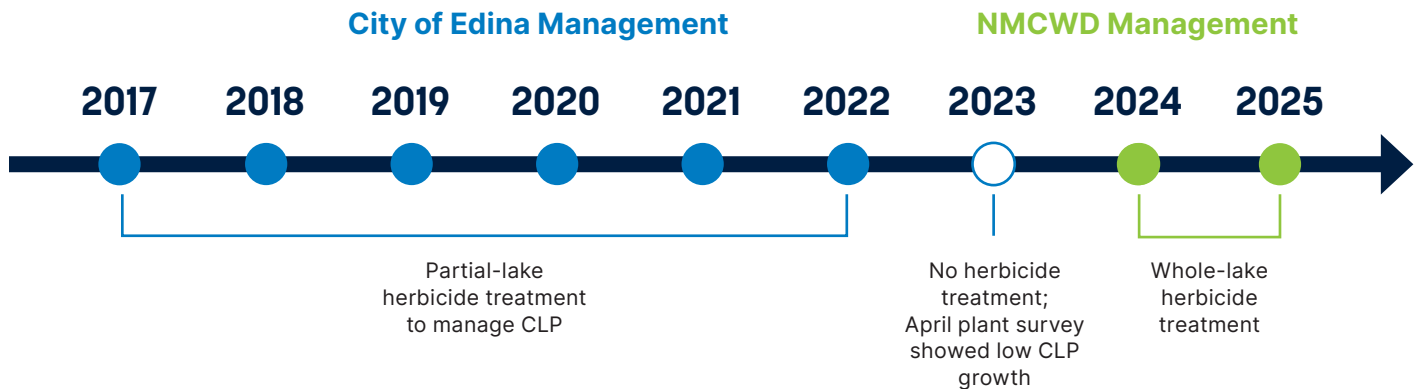 City of Edina Management
NMCWD Management
2017
2018
2019
2020
2021
2022
2023
2024
2025
Partial-lake
herbicide treatment
to manage CLP
No herbicide
treatment;
April plant survey
showed low CLP
growth
Whole-lake
herbicide
treatment